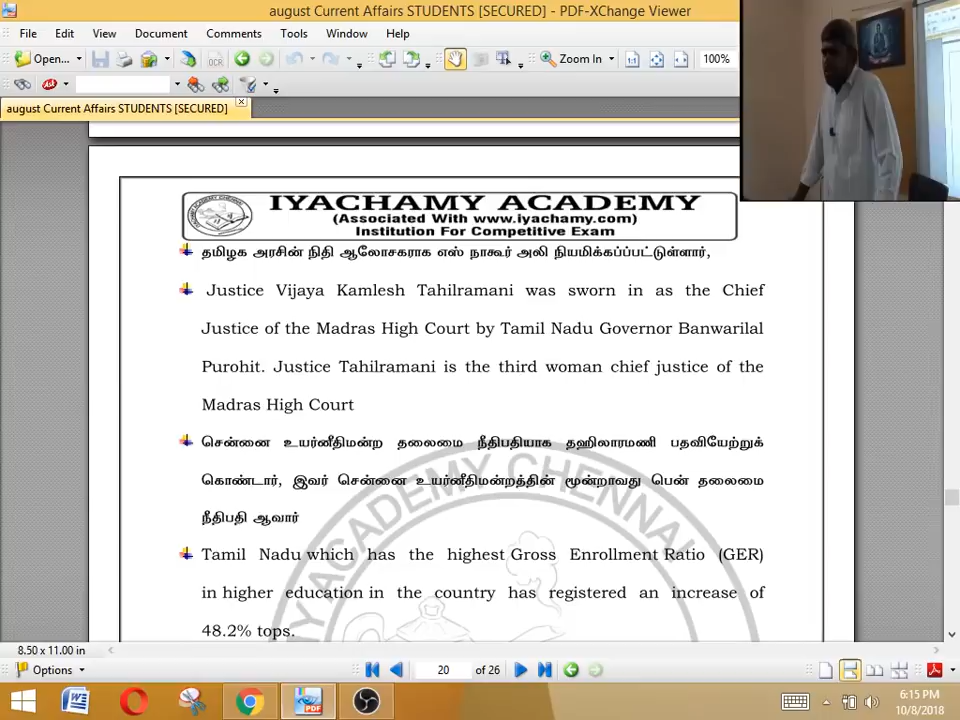 august Current Affairs STUDENTS [SECURED] - PDF-XChange Viewer
File Edit View Document Comments Tools Window Help
Open... OCR Zoom In 100%
august Current Affairs STUDENTS [SECURED]
IYACHAMY ACADEMY
(Associated With www.iyachamy.com)
Institution For Competitive Exam
தமிழக அரசின் நிதி ஆலோசகராக எஸ் நாகூர் அலி நியமிக்கப்ப்பட்டுள்ளார்,
Justice Vijaya Kamlesh Tahilramani was sworn in as the Chief
Justice of the Madras High Court by Tamil Nadu Governor Banwarilal
Purohit. Justice Tahilramani is the third woman chief justice of the
Madras High Court
சென்னை உயர்னீதிமன்ற தலைமை நீதிபதியாக தஹிலாரமணி பதவியேற்றுக்
கொண்டார், இவர் சென்னை உயர்னீதிமன்றத்தின் மூன்றாவது பெண் தலைமை
நீதிபதி ஆவார்
Tamil Nadu which has the highest Gross Enrollment Ratio (GER)
in higher education in the country has registered an increase of
48.2% tops.
IYACHAMY ACADEMY CHENNAI
8.50 x 11.00 in
Options 20 of 26
6:15 PM
10/8/2018